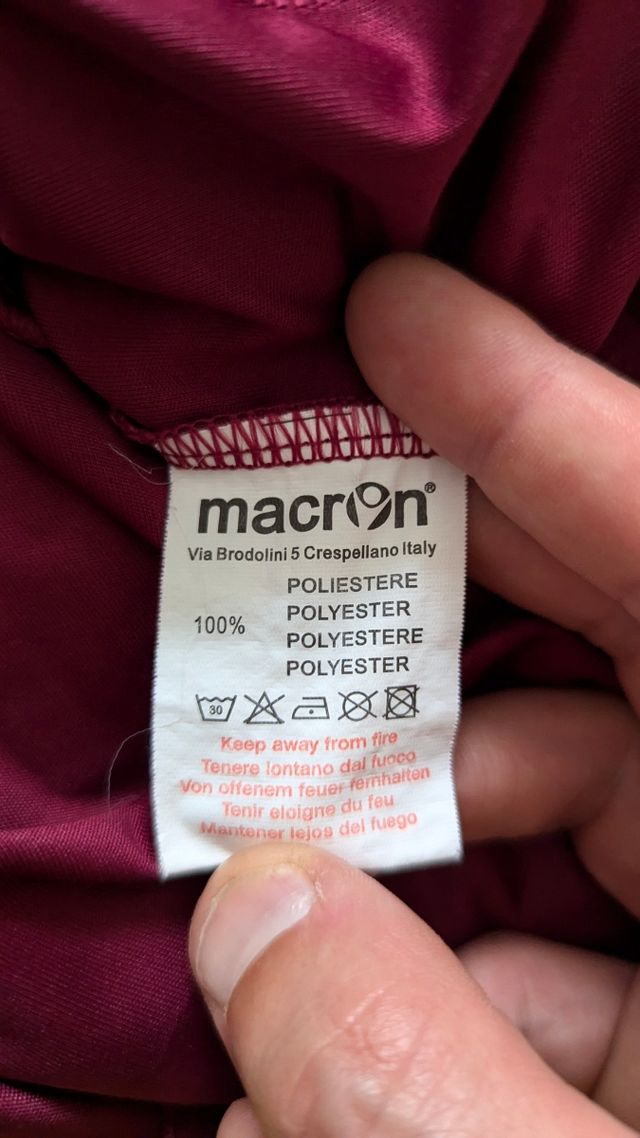 macron®
Via Brodolini 5 Crespellano Italy
100%
POLIESTERE
POLYESTER
POLYESTERE
POLYESTER
30
Keep away from fire
Tenere lontano dal fuoco
Von offenem feuer fernhalten
Tenir eloigne du feu
Mantener lejos del fuego